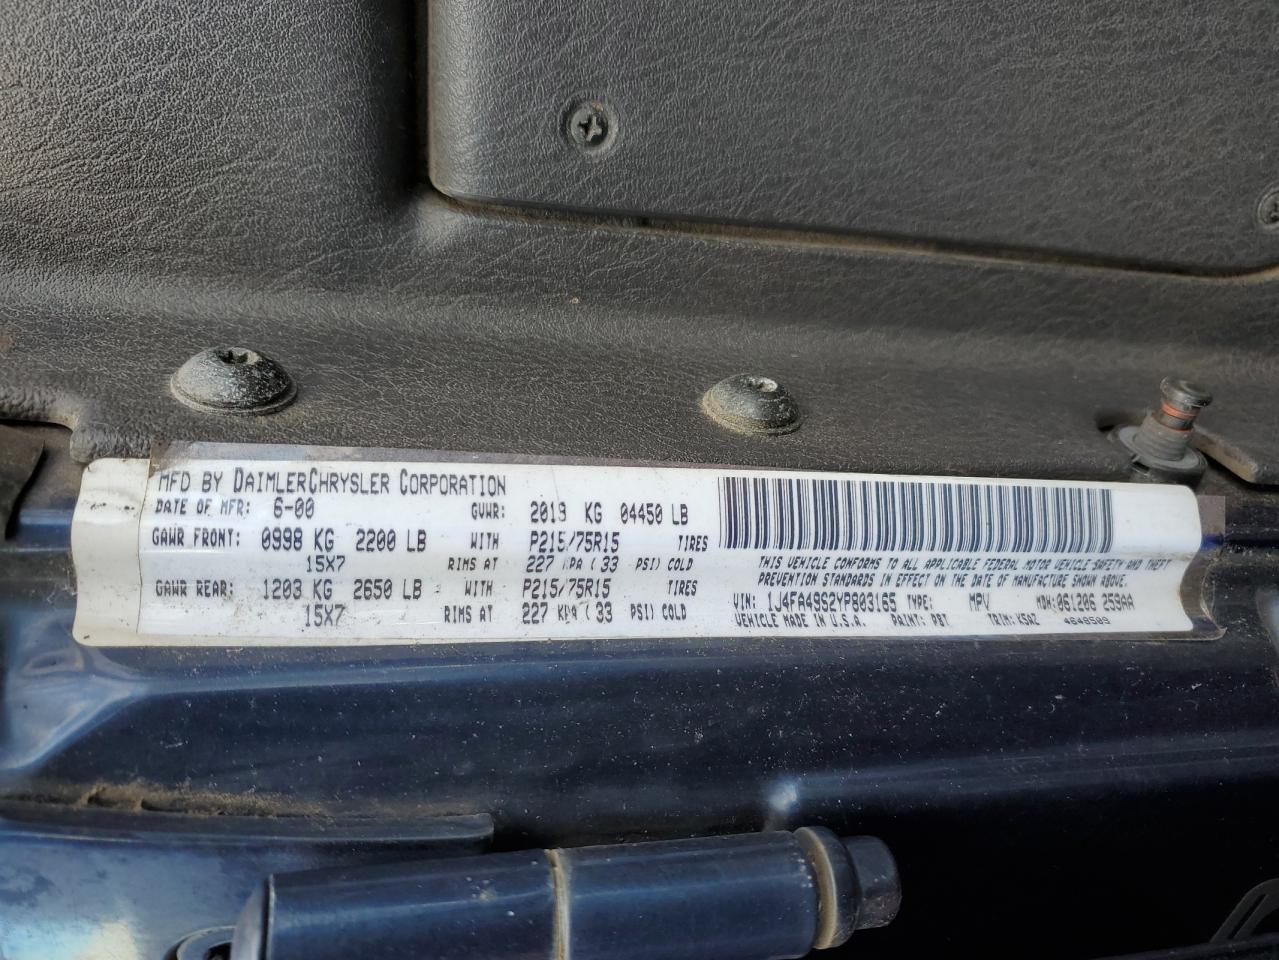 MFD BY DAIMLERCHRYSLER CORPORATION
DATE OF MFR: 6-00 GVWR: 2019 KG 04450 LB
GAWR FRONT: 0998 KG 2200 LB WITH P215/75R15 TIRES
15X7 RIMS AT 227 KPA ( 33 PSI) COLD
GAWR REAR: 1203 KG 2650 LB WITH P215/75R15 TIRES
15X7 RIMS AT 227 KPA ( 33 PSI) COLD
THIS VEHICLE CONFORMS TO ALL APPLICABLE FEDERAL MOTOR VEHICLE SAFETY AND THEFT
PREVENTION STANDARDS IN EFFECT ON THE DATE OF MANUFACTURE SHOWN ABOVE.
VIN: 1J4FA49S2YP803165 TYPE: MPV MDH: 061206 259AA
VEHICLE MADE IN U.S.A. PAINT: PBT TRIM: K5AZ 4648509